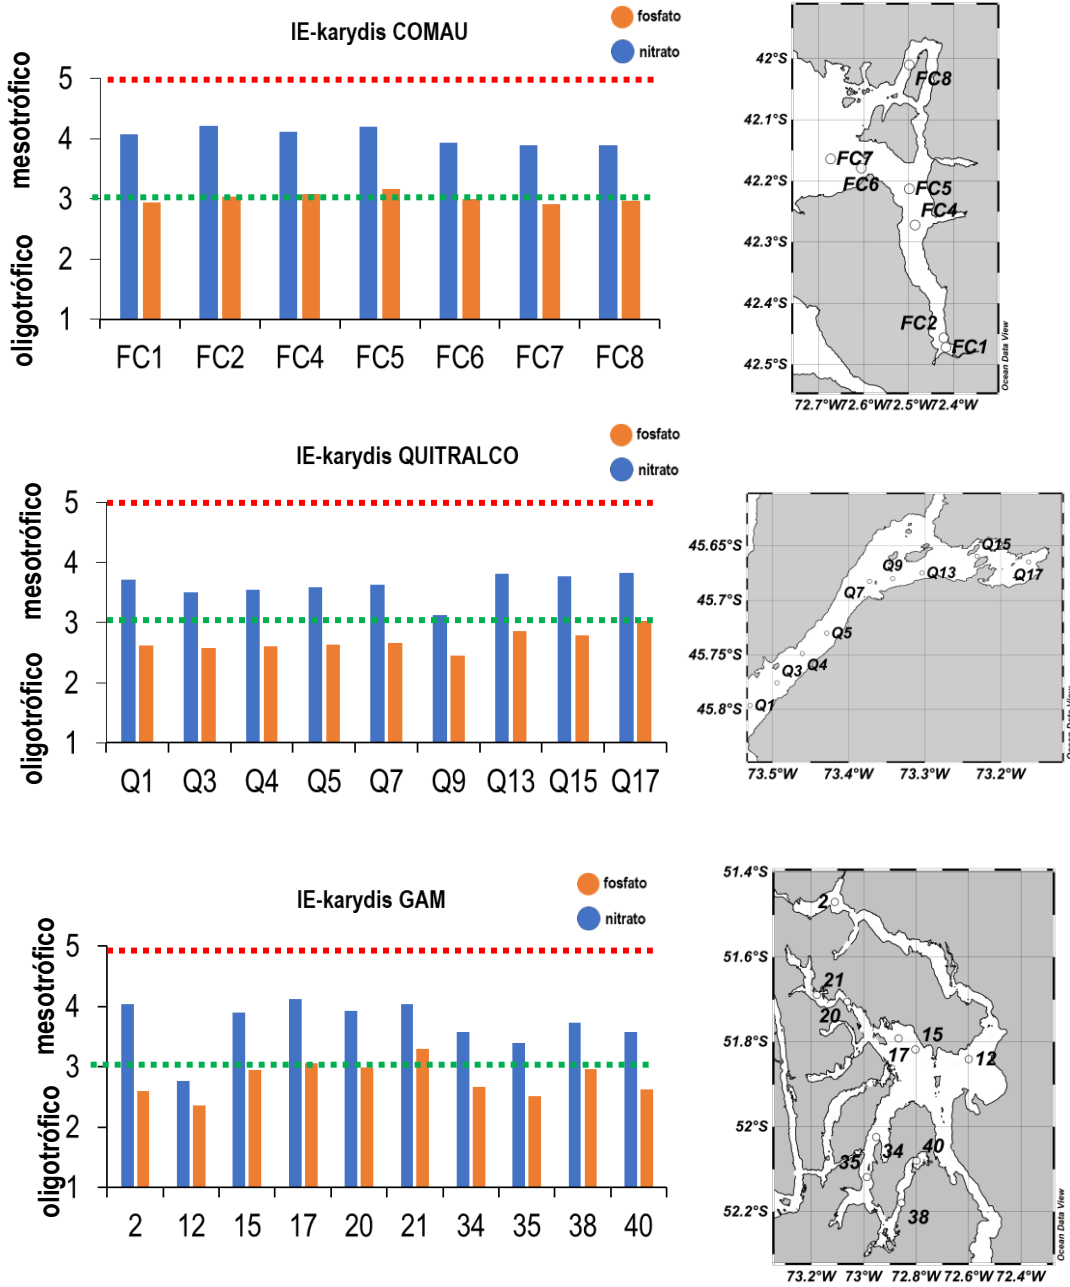 IE-karydis COMAU
fosfato
nitrato
mesotrófico
oligotrófico
5
4
3
2
1
FC1 FC2 FC4 FC5 FC6 FC7 FC8
42°S
42.1°S
42.2°S
42.3°S
42.4°S
42.5°S
FC8
FC7
FC6
FC5
FC4
FC2
FC1
72.7°W 72.6°W 72.5°W 72.4°W
Ocean Data View
IE-karydis QUITRALCO
fosfato
nitrato
mesotrófico
oligotrófico
5
4
3
2
1
Q1 Q3 Q4 Q5 Q7 Q9 Q13 Q15 Q17
45.65°S
45.7°S
45.75°S
45.8°S
Q15
Q9
Q13
Q17
Q7
Q5
Q3
Q4
Q1
73.5°W 73.4°W 73.3°W 73.2°W
Ocean Data View
IE-karydis GAM
fosfato
nitrato
mesotrófico
oligotrófico
5
4
3
2
1
2 12 15 17 20 21 34 35 38 40
51.4°S
51.6°S
51.8°S
52°S
52.2°S
2
21
20
15
17
12
40
34
35
38
73.2°W 73°W 72.8°W 72.6°W 72.4°W
Ocean Data View